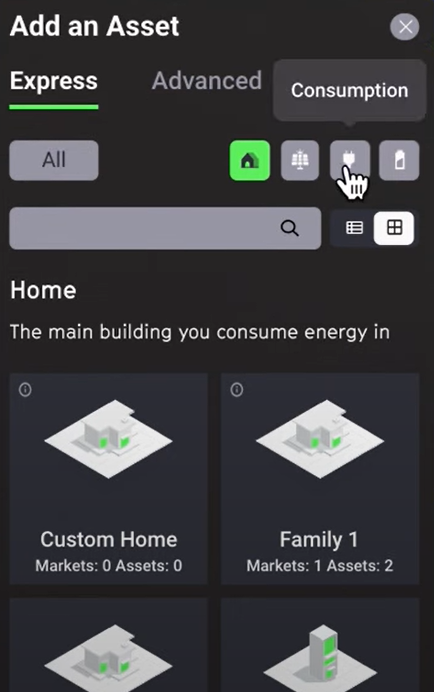 Add an Asset
Express
Advanced
Consumption
All
Home
The main building you consume energy in
Custom Home
Markets: 0 Assets: 0
Family 1
Markets: 1 Assets: 2